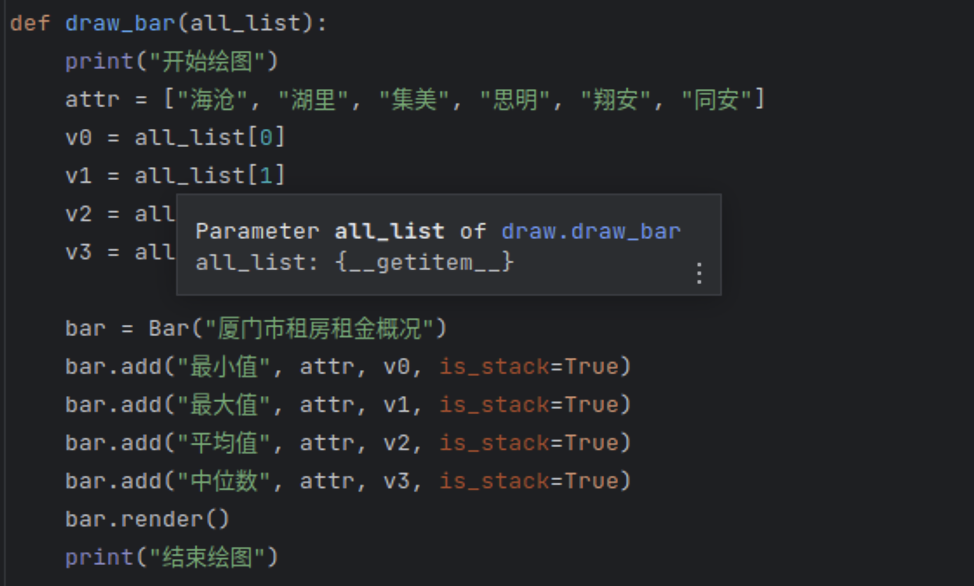 def draw_bar(all_list):
print("开始绘图")
attr = ["海沧", "湖里", "集美", "思明", "翔安", "同安"]
v0 = all_list[0]
v1 = all_list[1]
v2 = all
v3 = all
Parameter all_list of draw.draw_bar
all_list: {__getitem__}
bar = Bar("厦门市租房租金概况")
bar.add("最小值", attr, v0, is_stack=True)
bar.add("最大值", attr, v1, is_stack=True)
bar.add("平均值", attr, v2, is_stack=True)
bar.add("中位数", attr, v3, is_stack=True)
bar.render()
print("结束绘图")